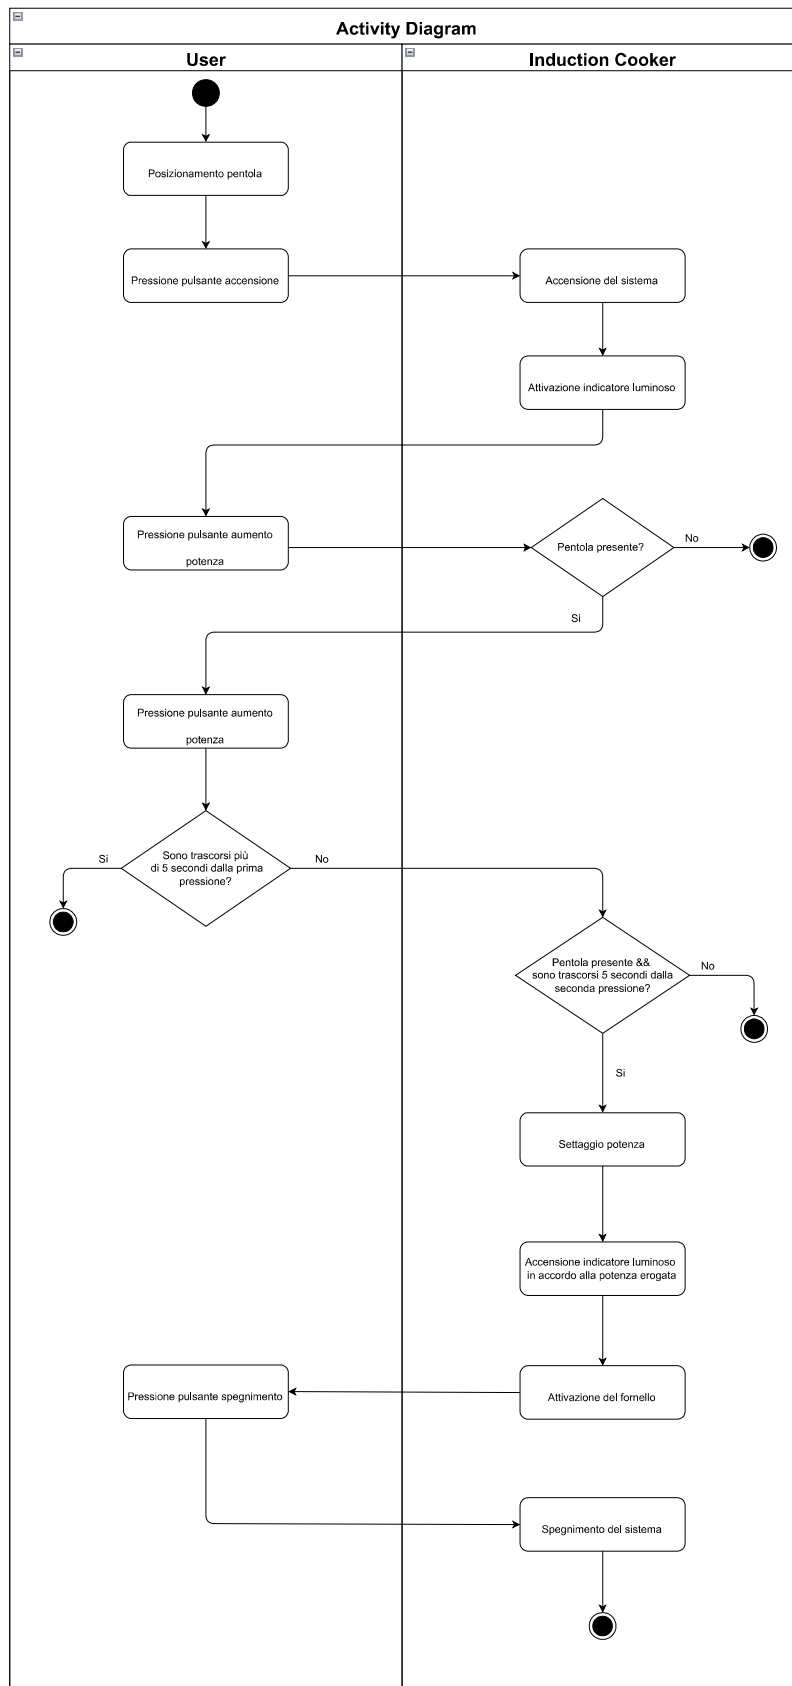 Activity Diagram
User
Induction Cooker
Posizionamento pentola
Pressione pulsante accensione
Accensione del sistema
Attivazione indicatore luminoso
Pressione pulsante aumento
potenza
Pentola presente?
No
Si
Pressione pulsante aumento
potenza
Sono trascorsi più
di 5 secondi dalla prima
pressione?
Si
No
Pentola presente &&
sono trascorsi 5 secondi dalla
seconda pressione?
No
Si
Settaggio potenza
Accensione indicatore luminoso
in accordo alla potenza erogata
Attivazione del fornello
Pressione pulsante spegnimento
Spegnimento del sistema